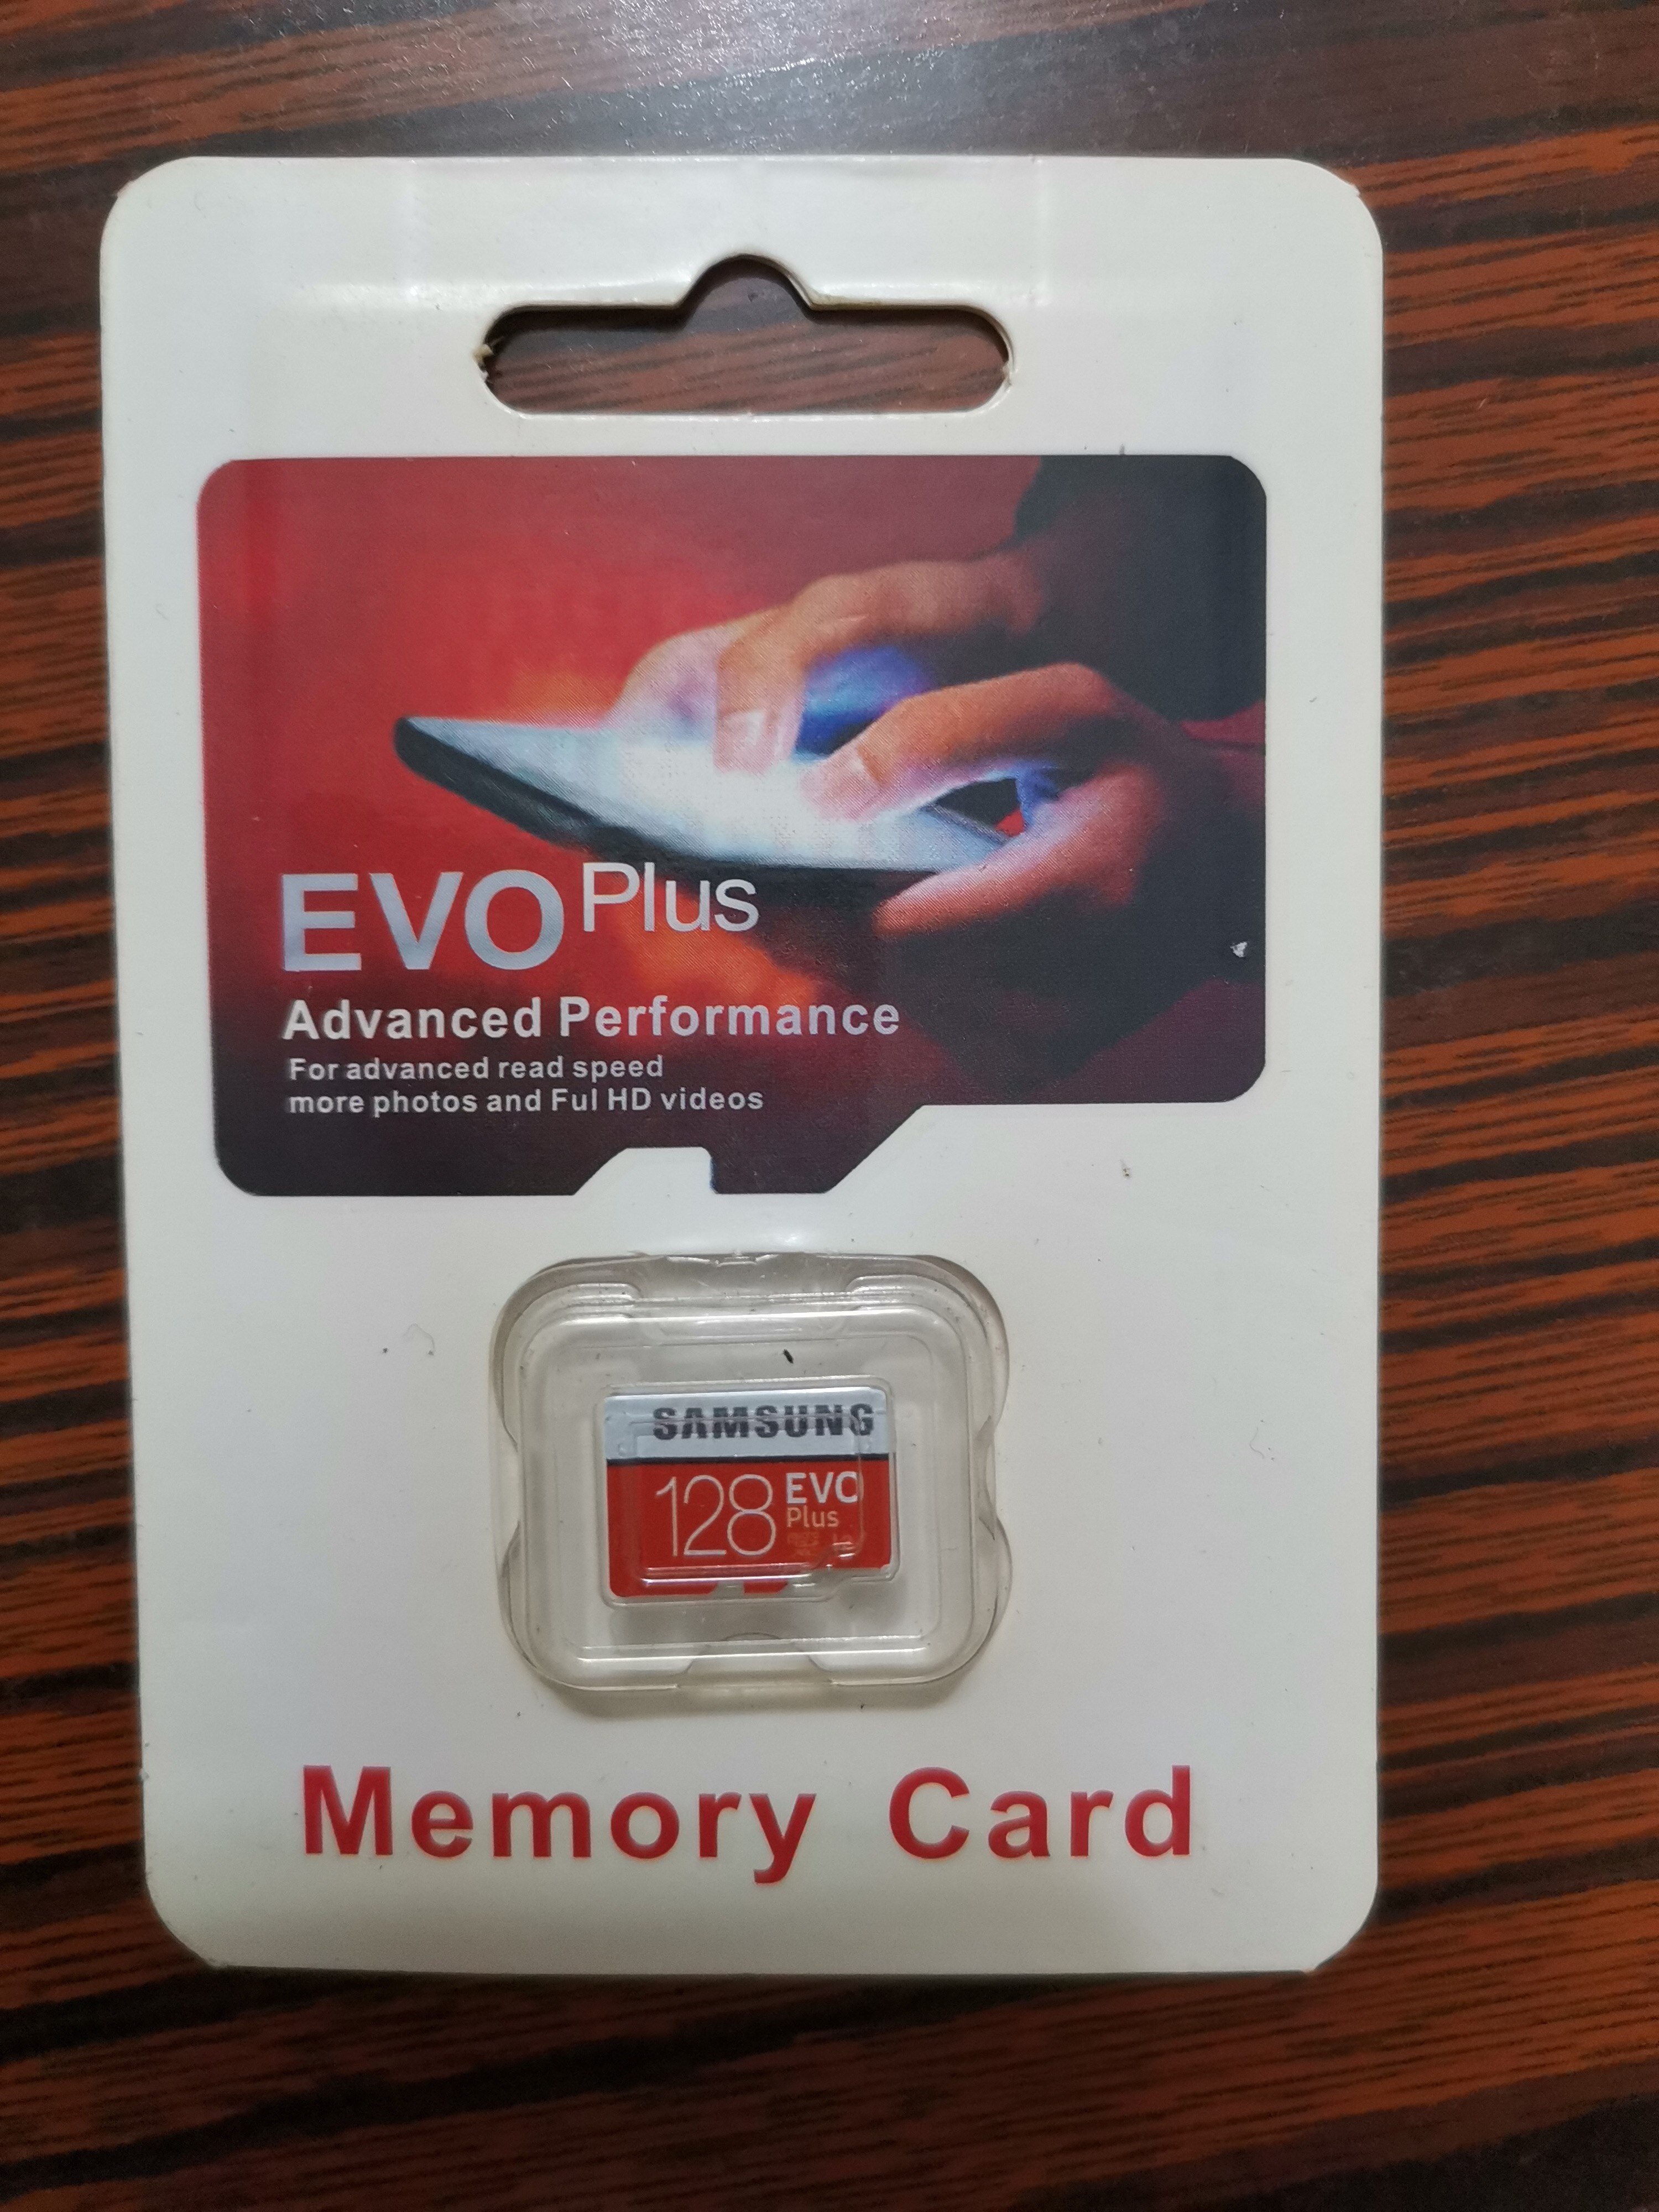 EVO Plus
Advanced Performance
For advanced read speed
more photos and Ful HD videos
SAMSUNG
128 EVO
Plus
Memory Card